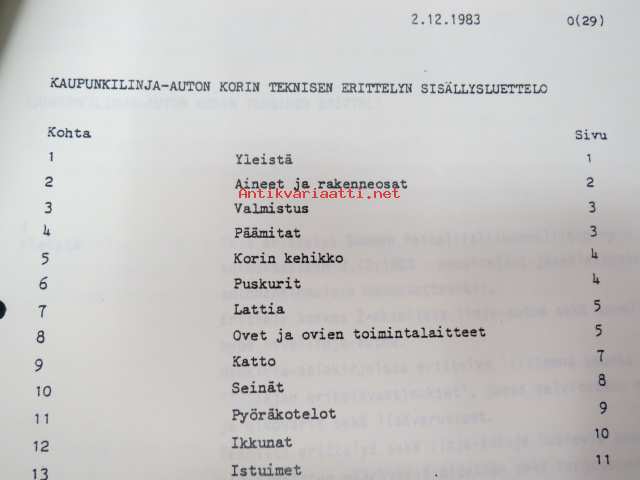 2.12.1983 0(29)
KAUPUNKILINJA-AUTON KORIN TEKNISEN ERITTELYN SISÄLLYSLUETTELO
Kohta Sivu
1 Yleistä 1
2 Aineet ja rakenneosat 2
Antikvariaatti.net
3 Valmistus 3
4 Päämitat 3
5 Korin kehikko 4
6 Puskurit 4
7 Lattia 5
8 Ovet ja ovien toimintalaitteet 5
9 Katto 7
10 Seinät 8
11 Pyöräkotelot 9
12 Ikkunat 10
13 Istuimet 11